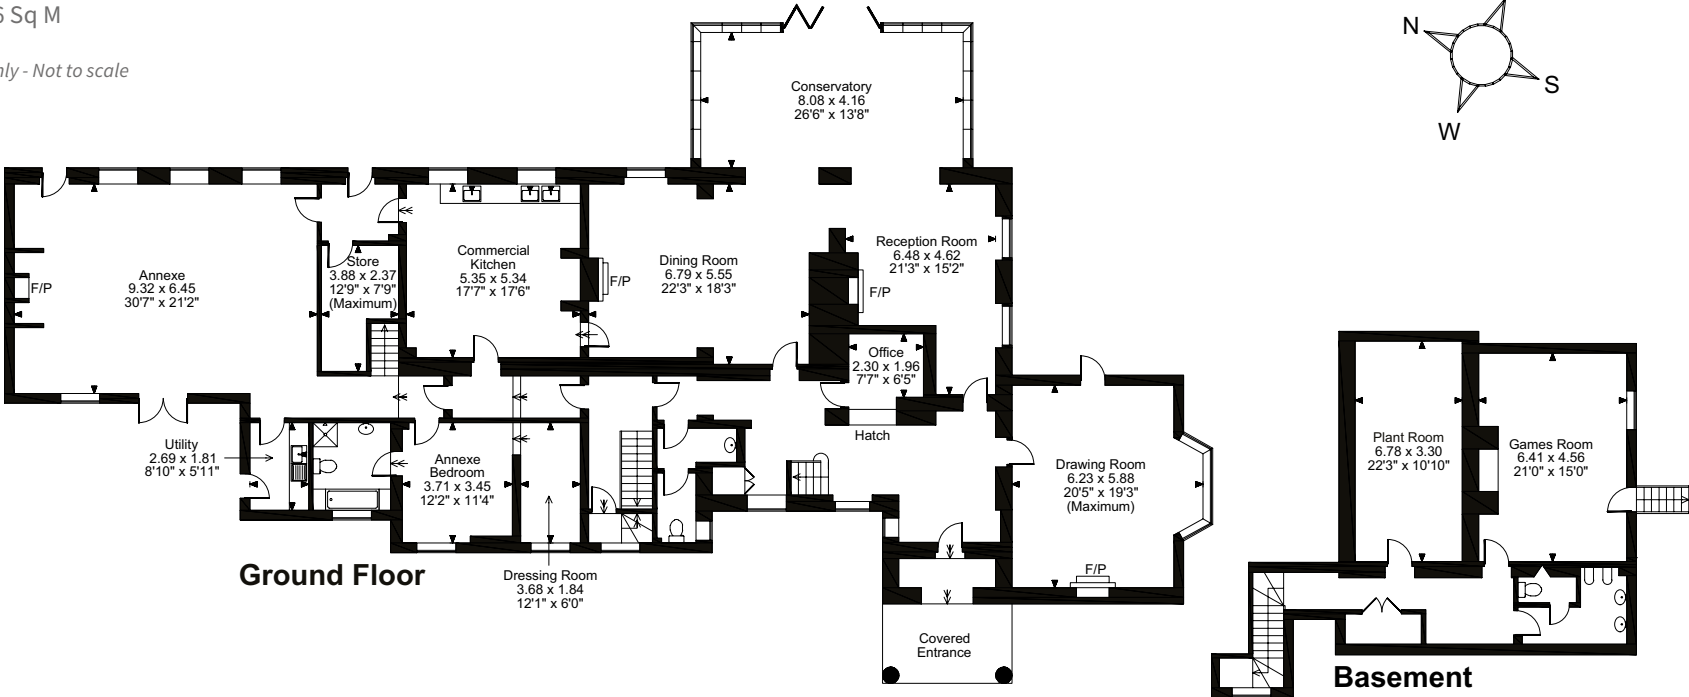 6 Sq M
nly - Not to scale
N
S
W
Conservatory
8.08 x 4.16
26'6" x 13'8"
Annexe
9.32 x 6.45
30'7" x 21'2"
F/P
Store
3.88 x 2.37
12'9" x 7'9"
(Maximum)
Commercial
Kitchen
5.35 x 5.34
17'7" x 17'6"
F/P
Dining Room
6.79 x 5.55
22'3" x 18'3"
Reception Room
6.48 x 4.62
21'3" x 15'2"
F/P
Office
2.30 x 1.96
7'7" x 6'5"
Hatch
Utility
2.69 x 1.81
8'10" x 5'11"
Annexe
Bedroom
3.71 x 3.45
12'2" x 11'4"
Drawing Room
6.23 x 5.88
20'5" x 19'3"
(Maximum)
F/P
Plant Room
6.78 x 3.30
22'3" x 10'10"
Games Room
6.41 x 4.56
21'0" x 15'0"
Ground Floor
Dressing Room
3.68 x 1.84
12'1" x 6'0"
Covered
Entrance
Basement